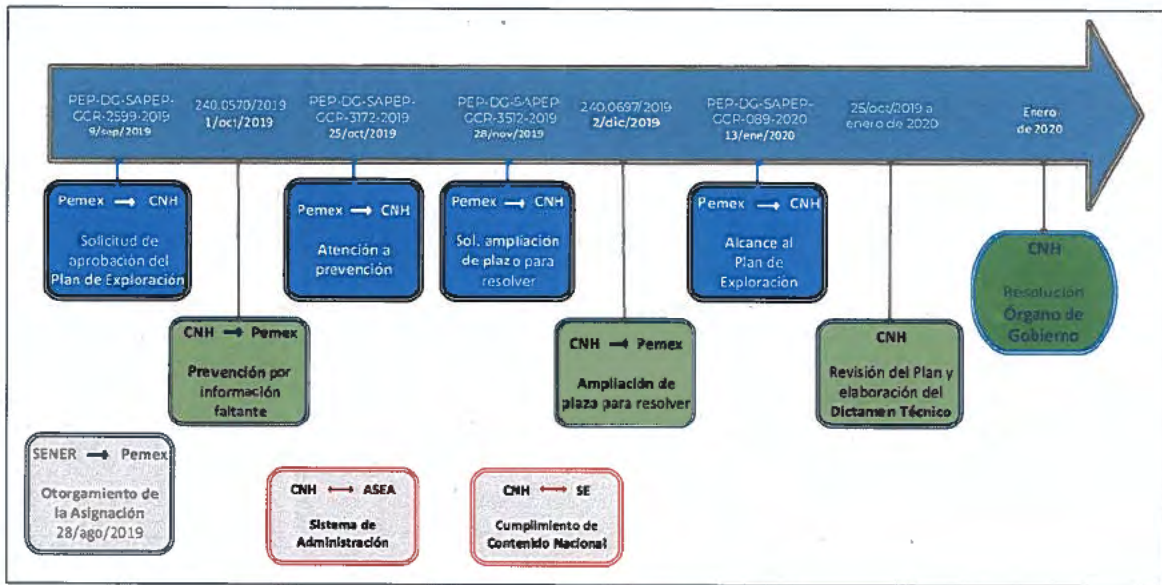 PEP-DG-SAPEP-
GCR-2599-2019
9/sep/2019
240.0570/2019
1/oct/2019
PEP-DG-SAPEP-
GCP-3172-2019
25/oct/2019
PEP-DG-SAPEP-
GCP-3512-2019
28/nov/2019
240.0697/2019
2/dic/2019
PEP-DG-SAPEP-
GCP-089-2020
13/ene/2020
25/oct/2019 a
enero de 2020
Enero
de 2020
Pemex → CNH
Solicitud de
aprobación del
Plan de Exploración
Pemex → CNH
Atención a
prevención
Pemex → CNH
Sol. ampliación
de plazo para
resolver
Pemex → CNH
Alcance al
Plan de
Exploración
CNH
Resolución
Órgano de
Gobierno
CNH → Pemex
Prevención por
información
faltante
CNH → Pemex
Ampliación de
plaza para resolver
CNH
Revisión del Plan y
elaboración del
Dictamen Técnico
SENER → Pemex
Otorgamiento de
la Asignación
28/ago/2019
CNH ↔ ASEA
Sistema de
Administración
CNH ↔ SE
Cumplimiento de
Contenido Nacional